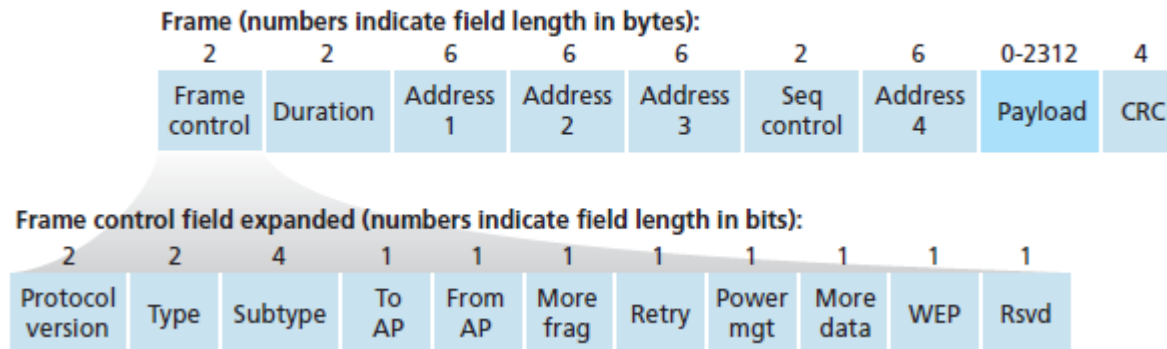 Frame (numbers indicate field length in bytes):
2 2 6 6 6 2 6 0-2312 4
Frame control Duration Address 1 Address 2 Address 3 Seq control Address 4 Payload CRC
Frame control field expanded (numbers indicate field length in bits):
2 2 4 1 1 1 1 1 1 1 1
Protocol version Type Subtype To AP From AP More frag Retry Power mgt More data WEP Rsvd